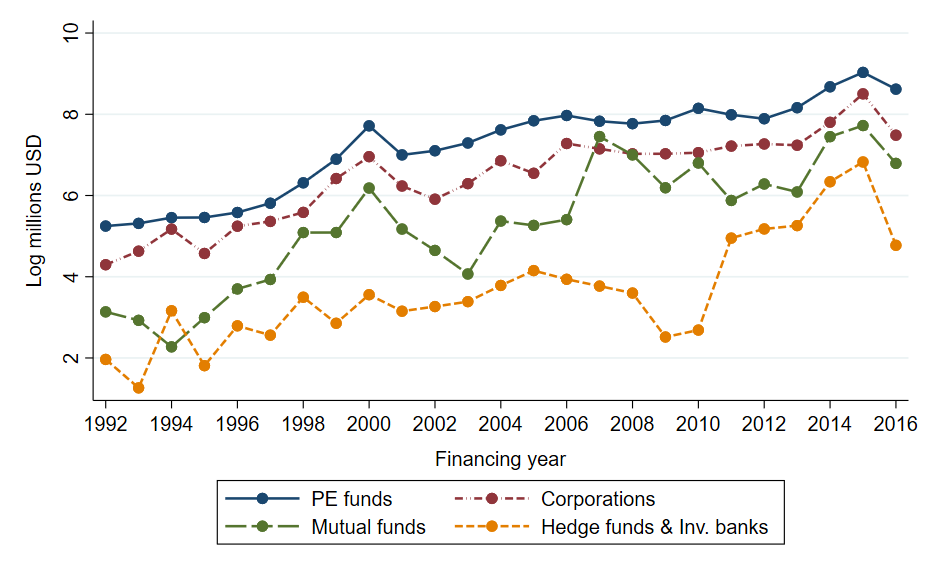 10
8
6
4
2
Log millions USD
1992 1994 1996 1998 2000 2002 2004 2006 2008 2010 2012 2014 2016
Financing year
PE funds Corporations
Mutual funds Hedge funds & Inv. banks